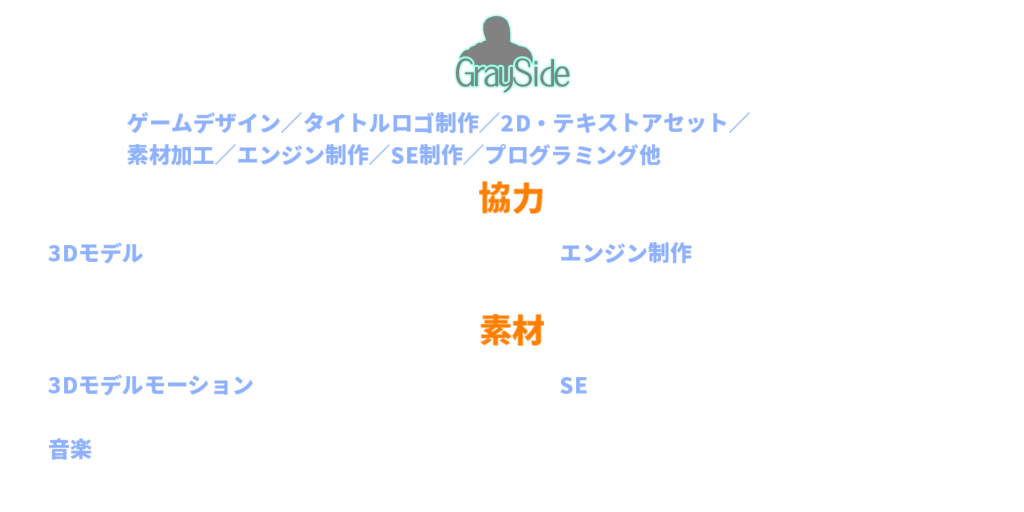 GraySide
ゲームデザイン／タイトルロゴ制作／2D・テキストアセット／
素材加工／エンジン制作／SE制作／プログラミング他
協力
3Dモデル
エンジン制作
素材
3Dモデルモーション
SE
音楽